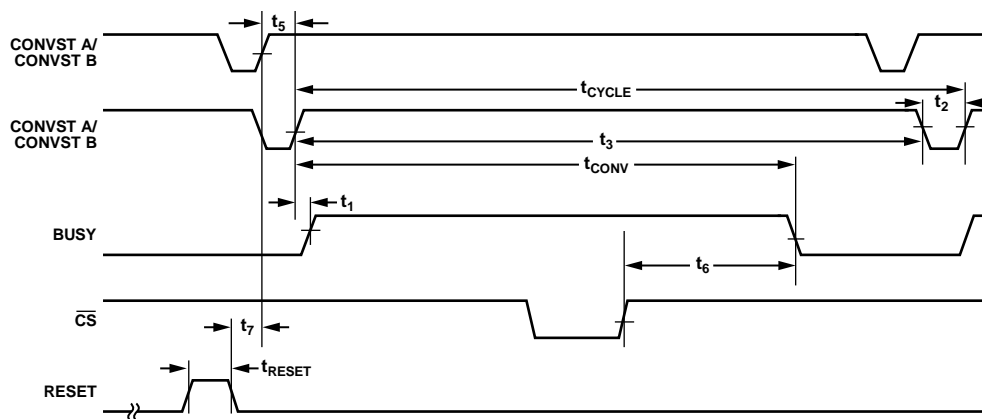 t5
CONVST A/
CONVST B
tCYCLE
t2
CONVST A/
CONVST B
t3
tCONV
t1
BUSY
t6
CS
t7
tRESET
RESET